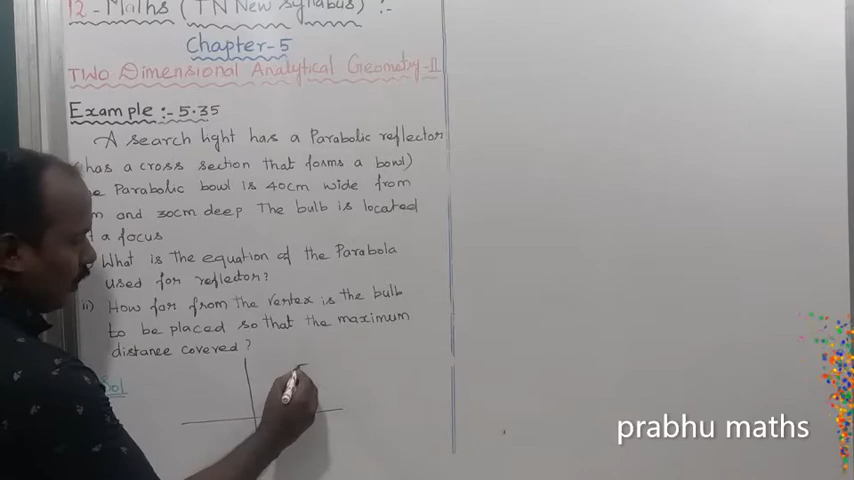 12-Maths (TN New Syllabus) :-
Chapter-5
TWO Dimensional Analytical Geometry-II
Example :- 5.35
A search light has a Parabolic reflector
has a cross section that forms a bowl)
Parabolic bowl is 40cm wide from
and 30cm deep The bulb is located
a focus
What is the equation of the Parabola
used for reflector?
ii) How far from the vertex is the bulb
to be placed so that the maximum
distance covered?
Sol
prabhu maths